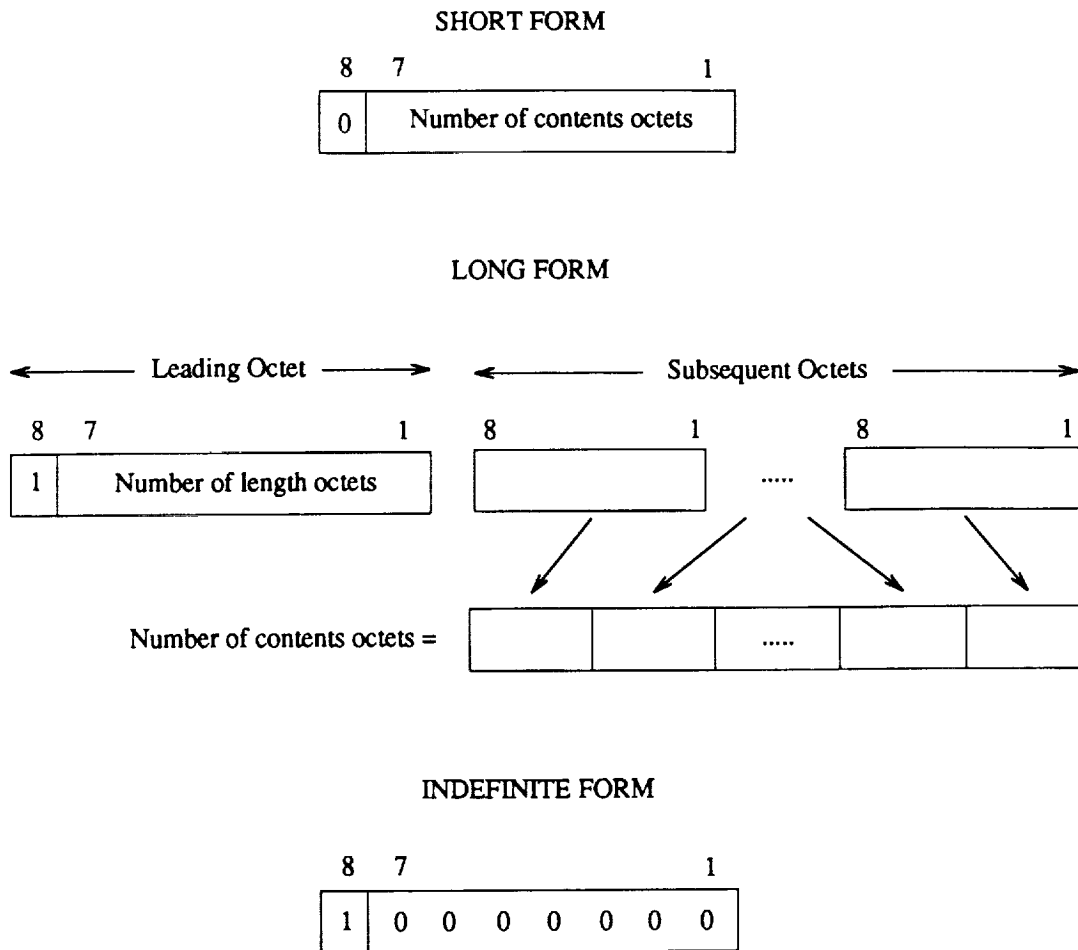 SHORT FORM
8 7 1
0 Number of contents octets
LONG FORM
Leading Octet Subsequent Octets
8 7 1 8 1 8 1
1 Number of length octets .....
Number of contents octets = .....
INDEFINITE FORM
8 7 1
1 0 0 0 0 0 0 0